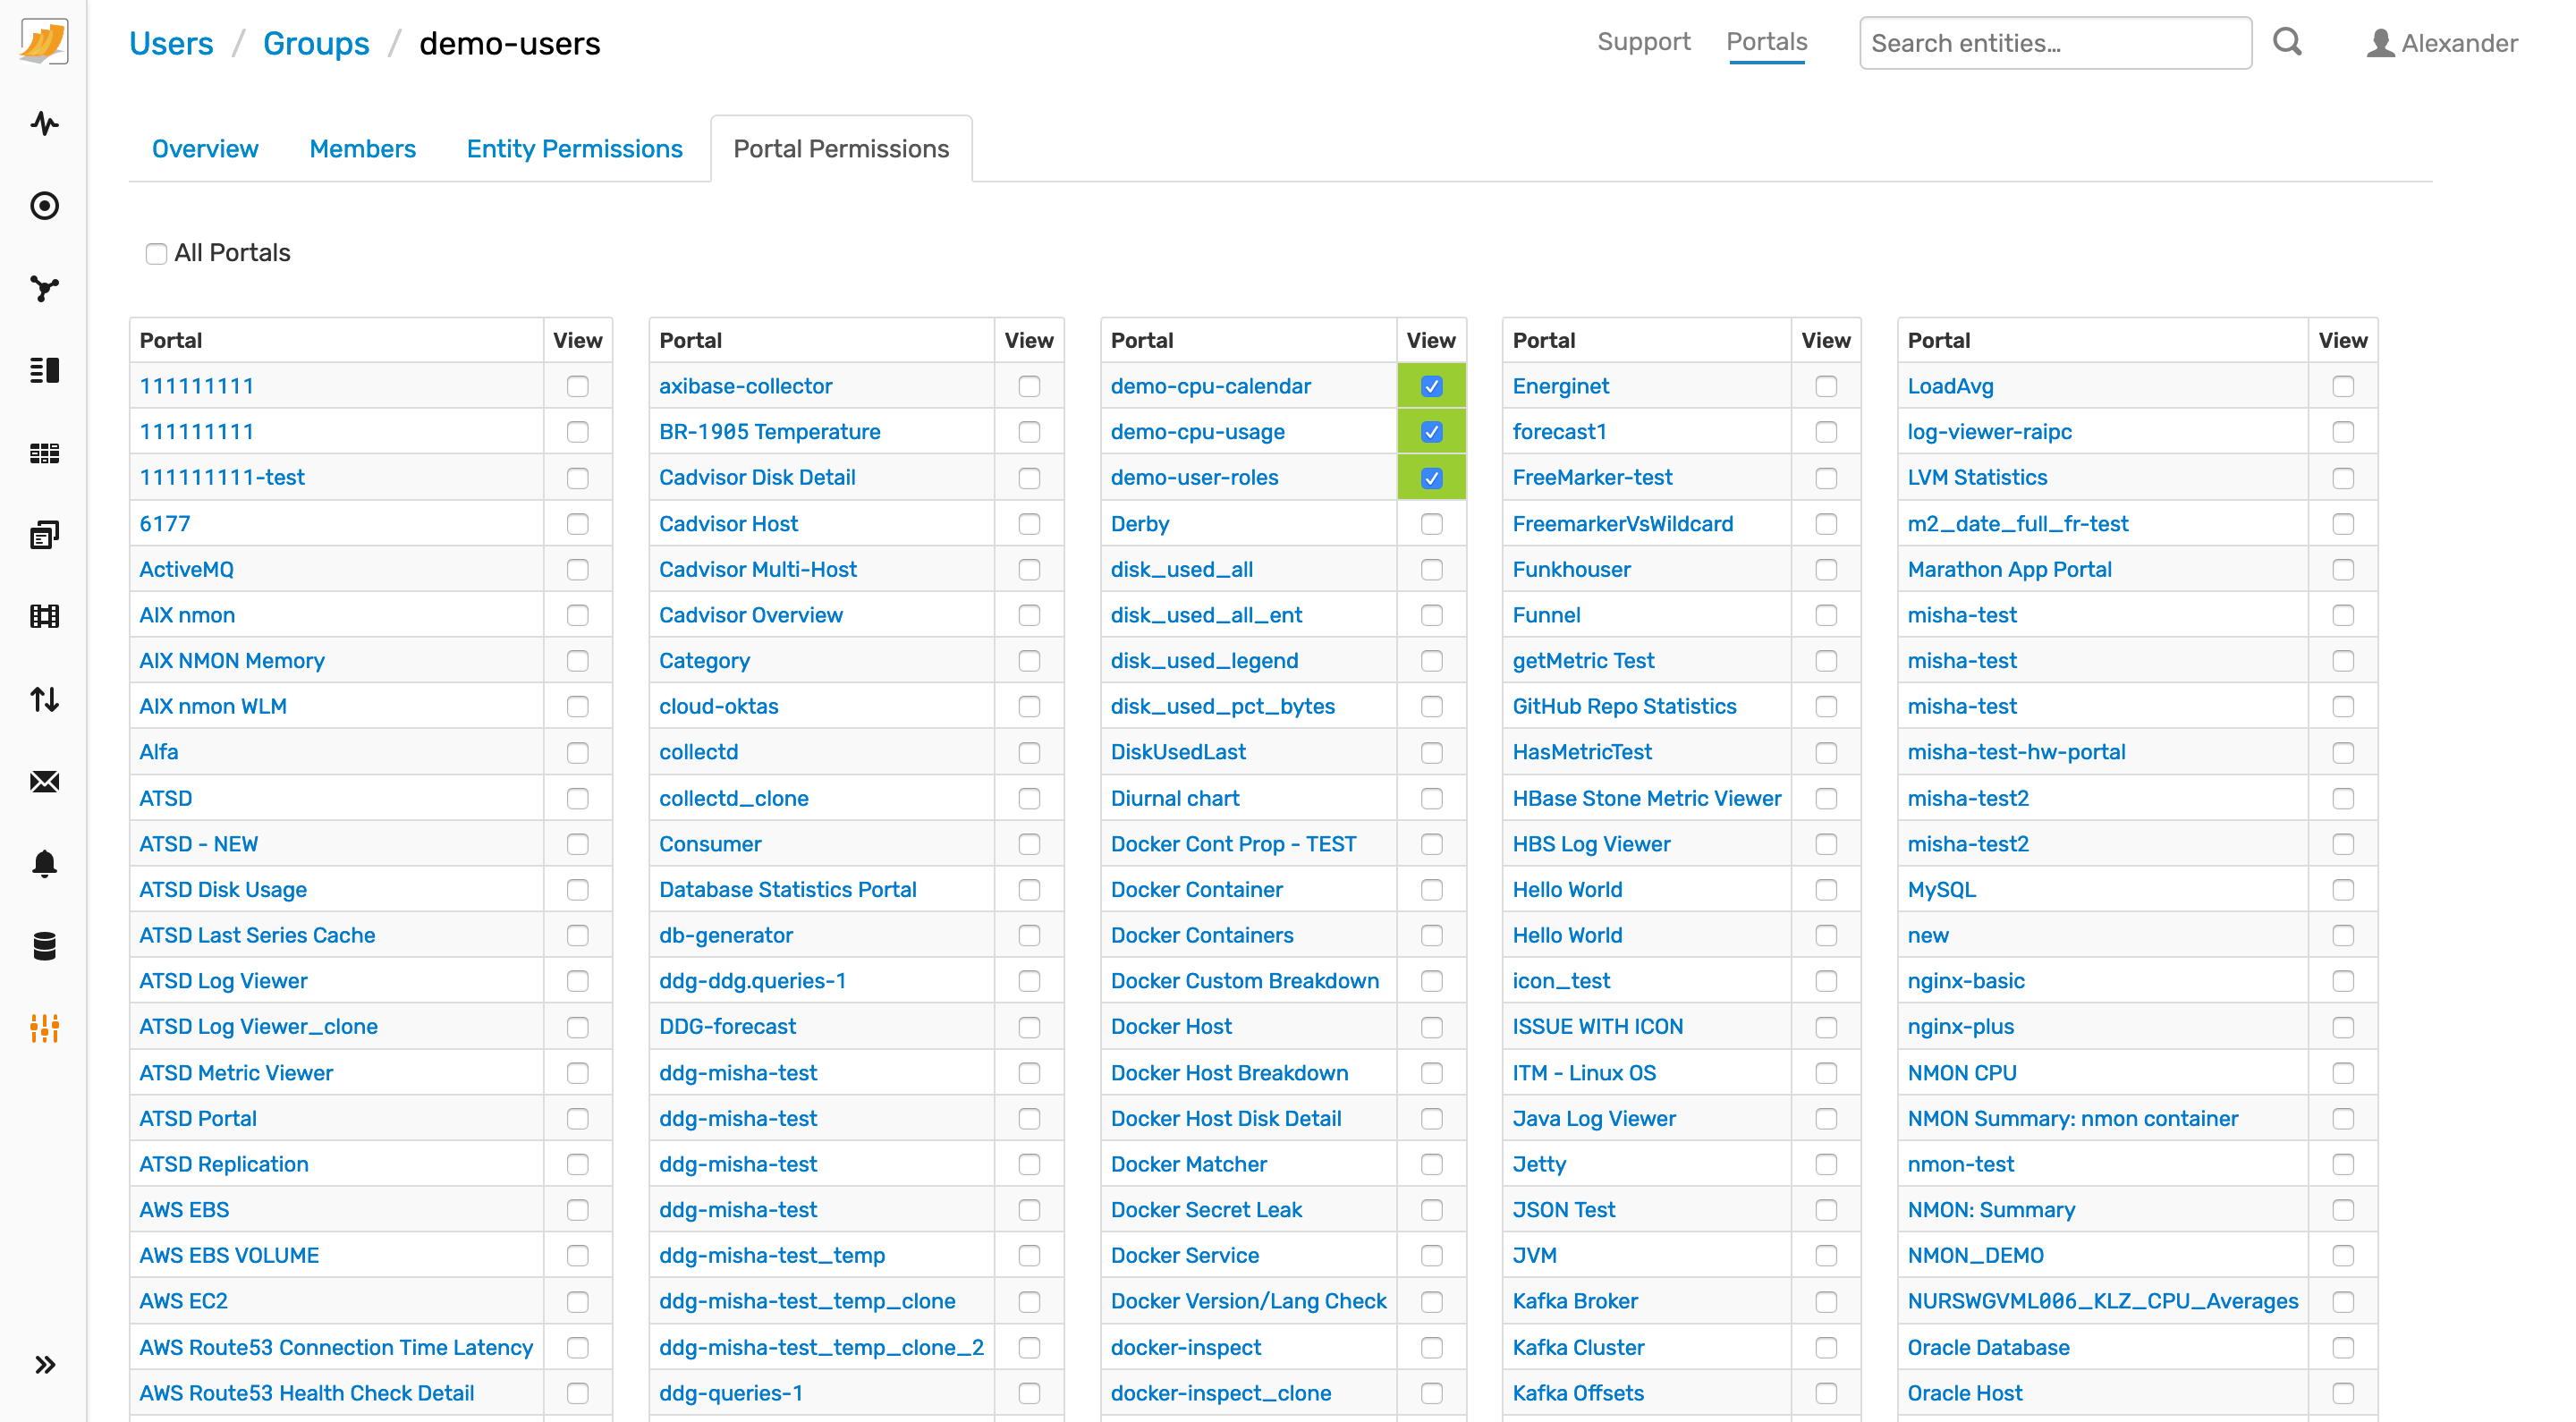 Users / Groups / demo-users
Support Portals Search entities... Alexander
Overview Members Entity Permissions Portal Permissions
All Portals
Portal View Portal View Portal View Portal View Portal View
111111111 axibase-collector demo-cpu-calendar Energinet LoadAvg
111111111 BR-1905 Temperature demo-cpu-usage forecast1 log-viewer-raipc
111111111-test Cadvisor Disk Detail demo-user-roles FreeMarker-test LVM Statistics
6177 Cadvisor Host Derby FreemarkerVsWildcard m2_date_full_fr-test
ActiveMQ Cadvisor Multi-Host disk_used_all Funkhouser Marathon App Portal
AIX nmon Cadvisor Overview disk_used_all_ent Funnel misha-test
AIX NMON Memory Category disk_used_legend getMetric Test misha-test
AIX nmon WLM cloud-oktas disk_used_pct_bytes GitHub Repo Statistics misha-test
Alfa collectd DiskUsedLast HasMetricTest misha-test-hw-portal
ATSD collectd_clone Diurnal chart HBase Stone Metric Viewer misha-test2
ATSD - NEW Consumer Docker Cont Prop - TEST HBS Log Viewer misha-test2
ATSD Disk Usage Database Statistics Portal Docker Container Hello World MySQL
ATSD Last Series Cache db-generator Docker Containers Hello World new
ATSD Log Viewer ddg-ddg.queries-1 Docker Custom Breakdown icon_test nginx-basic
ATSD Log Viewer_clone DDG-forecast Docker Host ISSUE WITH ICON nginx-plus
ATSD Metric Viewer ddg-misha-test Docker Host Breakdown ITM - Linux OS NMON CPU
ATSD Portal ddg-misha-test Docker Host Disk Detail Java Log Viewer NMON Summary: nmon container
ATSD Replication ddg-misha-test Docker Matcher Jetty nmon-test
AWS EBS ddg-misha-test Docker Secret Leak JSON Test NMON: Summary
AWS EBS VOLUME ddg-misha-test_temp Docker Service JVM NMON_DEMO
AWS EC2 ddg-misha-test_temp_clone Docker Version/Lang Check Kafka Broker NURSWGVML006_KLZ_CPU_Averages
AWS Route53 Connection Time Latency ddg-misha-test_temp_clone_2 docker-inspect Kafka Cluster Oracle Database
AWS Route53 Health Check Detail ddg-queries-1 docker-inspect_clone Kafka Offsets Oracle Host